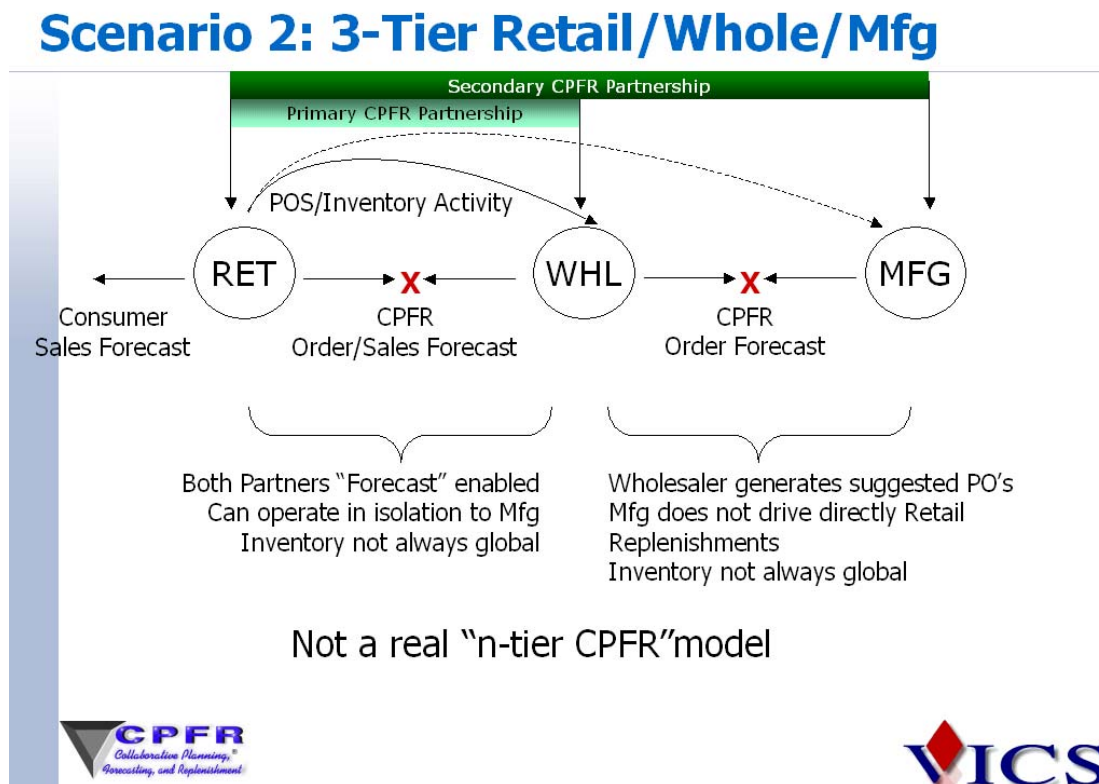 Scenario 2: 3-Tier Retail/Whole/Mfg
Secondary CPFR Partnership
Primary CPFR Partnership
POS/Inventory Activity
RET
X
WHL
X
MFG
Consumer
Sales Forecast
CPFR
Order/Sales Forecast
CPFR
Order Forecast
Both Partners “Forecast” enabled
Can operate in isolation to Mfg
Inventory not always global
Wholesaler generates suggested PO’s
Mfg does not drive directly Retail
Replenishments
Inventory not always global
Not a real “n-tier CPFR”model
CPFR
Collaborative Planning,®
Forecasting, and Replenishment
VICS